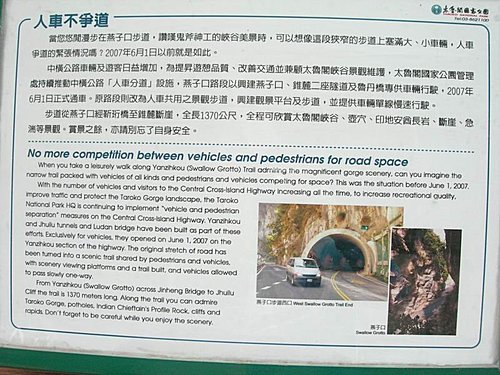 人車不爭道
太魯閣國家公園
Tel:03-8621100
當您悠閒漫步在燕子口步道，讚嘆鬼斧神工的峽谷美景時，可以想像這段狹窄的步道上塞滿大、小車輛，人車
爭道的緊張情況嗎？2007年6月1日以前就是如此。
中橫公路車輛及遊客日益增加，為提昇遊憩品質、改善交通並兼顧太魯閣峽谷景觀維護，太魯閣國家公園管理
處持續推動中橫公路「人車分道」設施，燕子口路段以興建燕子口、錐麓二座隧道及魯丹橋專供車輛行駛，2007年
6月1日正式通車。原路段則改為人車共用之景觀步道，興建觀景平台及步道，並提供車輛單線慢速行駛。
步道從燕子口經靳珩橋至錐麓斷崖，全長1370公尺，全程可欣賞太魯閣峽谷、壺穴、印地安酋長岩、斷崖、急
湍等景觀。賞景之餘，亦請別忘了自身安全。
No more competition between vehicles and pedestrians for road space
When you take a leisurely walk along Yanzihkou (Swallow Grotto) Trail admiring the magnificent gorge scenery, can you imagine the
narrow trail packed with vehicles of all kinds and pedestrians and vehicles competing for space? This was the situation before June 1, 2007.
With the number of vehicles and visitors to the Central Cross-Island Highway increasing all the time, to increase recreational quality,
improve traffic and protect the Taroko Gorge landscape, the Taroko
National Park HQ is continuing to implement "vehicle and pedestrian
separation" measures on the Central Cross-Island Highway. Yanzihkou
and Jhuilu tunnels and Ludan bridge have been built as part of these
efforts. Exclusively for vehicles, they opened on June 1, 2007 on the
Yanzihkou section of the highway. The original stretch of road has
been turned into a scenic trail shared by pedestrians and vehicles,
with scenery viewing platforms and a trail built, and vehicles allowed
to pass slowly one-way.
From Yanzihkou (Swallow Grotto) across Jinheng Bridge to Jhuilu
Cliff the trail is 1370 meters long. Along the trail you can admire
Taroko Gorge, potholes, Indian Chieftain's Profile Rock, cliffs and
rapids. Don't forget to be careful while you enjoy the scenery.
燕子口步道西口 West Swallow Grotto Trail End
燕子口
Swallow Grotto